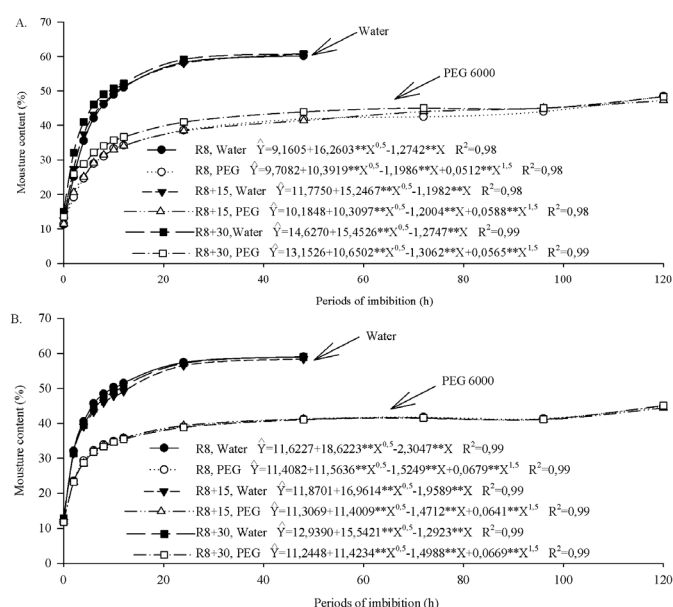 A.
70
60
50
40
30
20
10
0
Mousture content (%)
Water
PEG 6000
R8, Water Ŷ=9,1605+16,2603**X^0,5-1,2742**X R²=0,98
R8, PEG Ŷ=9,7082+10,3919**X^0,5-1,1986**X+0,0512**X^1,5 R²=0,98
R8+15, Water Ŷ=11,7750+15,2467**X^0,5-1,1982**X R²=0,98
R8+15, PEG Ŷ=10,1848+10,3097**X^0,5-1,2004**X+0,0588**X^1,5 R²=0,98
R8+30,Water Ŷ=14,6270+15,4526**X^0,5-1,2747**X R²=0,99
R8+30, PEG Ŷ=13,1526+10,6502**X^0,5-1,3062**X+0,0565**X^1,5 R²=0,99
0 20 40 60 80 100 120
Periods of imbibition (h)
B.
70
60
50
40
30
20
10
0
Mousture content (%)
Water
PEG 6000
R8, Water Ŷ=11,6227+18,6223**X^0,5-2,3047**X R²=0,99
R8, PEG Ŷ=11,4082+11,5636**X^0,5-1,5249**X+0,0679**X^1,5 R²=0,99
R8+15, Water Ŷ=11,8701+16,9614**X^0,5-1,9589**X R²=0,99
R8+15, PEG Ŷ=11,3069+11,4009**X^0,5-1,4712**X+0,0641**X^1,5 R²=0,99
R8+30, Water Ŷ=12,9390+15,5421**X^0,5-1,2923**X R²=0,99
R8+30, PEG Ŷ=11,2448+11,4234**X^0,5-1,4988**X+0,0669**X^1,5 R²=0,99
0 20 40 60 80 100 120
Periods of imbibition (h)